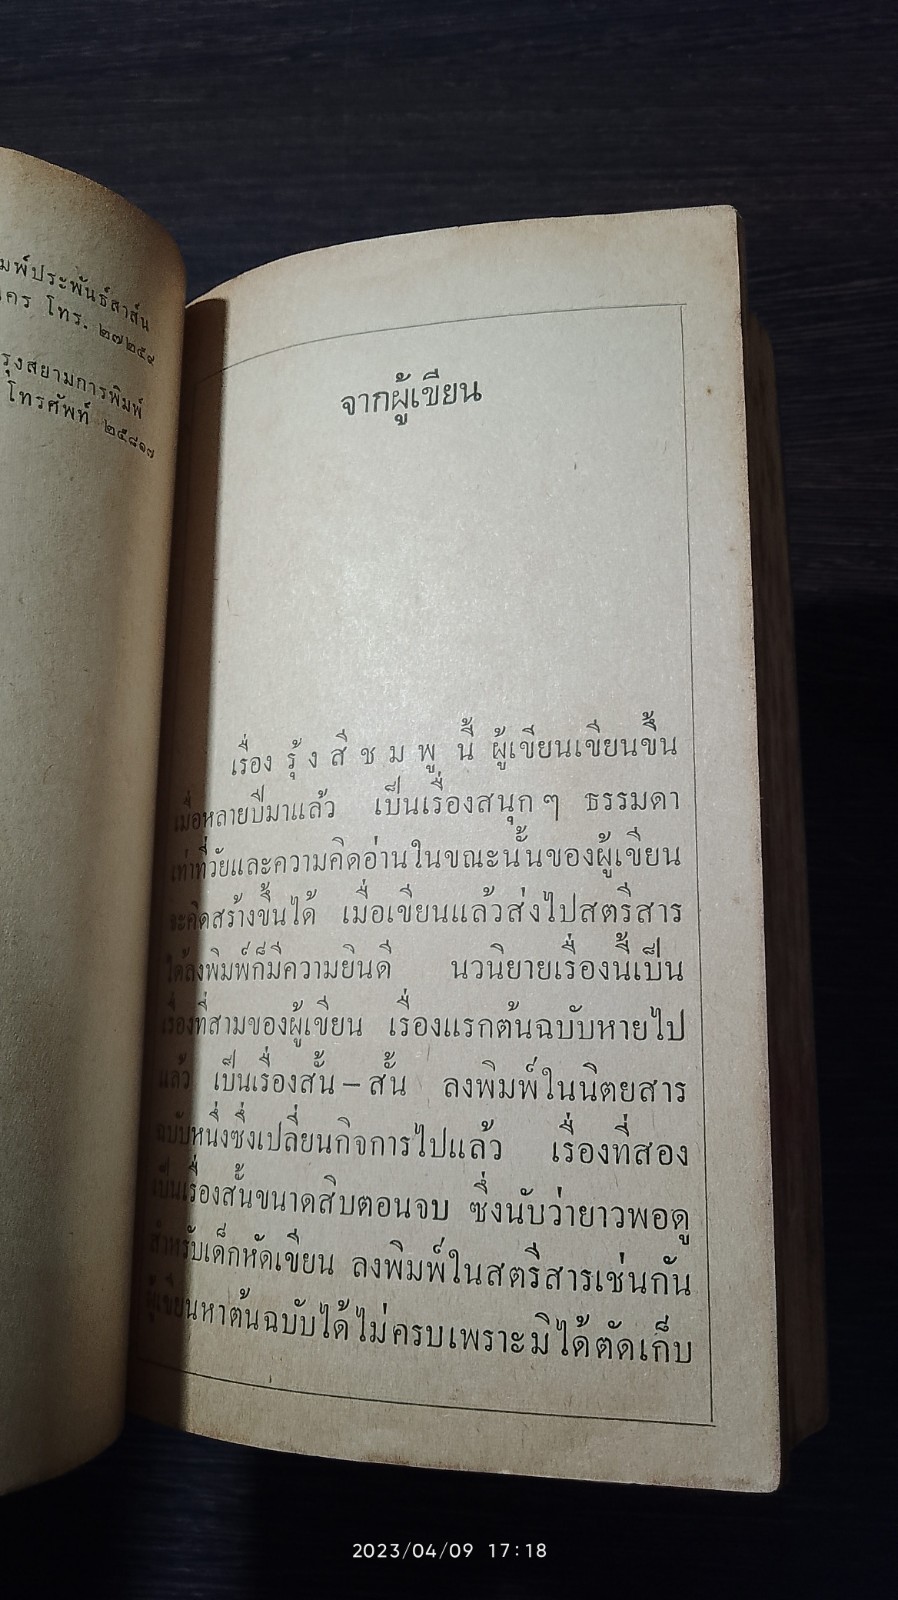 มพ์ประพันธ์สาส์น
คร โทร. ๒๗๒๕๙
รุงสยามการพิมพ์
โทรศัพท์ ๒๕๘๑๗
จากผู้เขียน
เรื่อง รุ้ ง สี ช ม พู นี้ ผู้เขียนเขียนขึ้น
เมื่อหลายปีมาแล้ว เป็นเรื่องสนุก ๆ ธรรมดา
เท่าที่วัยและความคิดอ่านในขณะนั้นของผู้เขียน
จะคิดสร้างขึ้นได้ เมื่อเขียนแล้วส่งไปสตรีสาร
ได้ลงพิมพ์ก็มีความยินดี นวนิยายเรื่องนี้เป็น
เรื่องที่สามของผู้เขียน เรื่องแรกต้นฉบับหายไป
แล้ว เป็นเรื่องสั้น – สั้น ลงพิมพ์ในนิตยสาร
ฉบับหนึ่งซึ่งเปลี่ยนกิจการไปแล้ว เรื่องที่สอง
เป็นเรื่องสั้นขนาดสิบตอนจบ ซึ่งนับว่ายาวพอดู
สำหรับเด็กหัดเขียน ลงพิมพ์ในสตรีสารเช่นกัน
ผู้เขียนหาต้นฉบับได้ไม่ครบเพราะมิได้ตัดเก็บ
2023/04/09 17:18